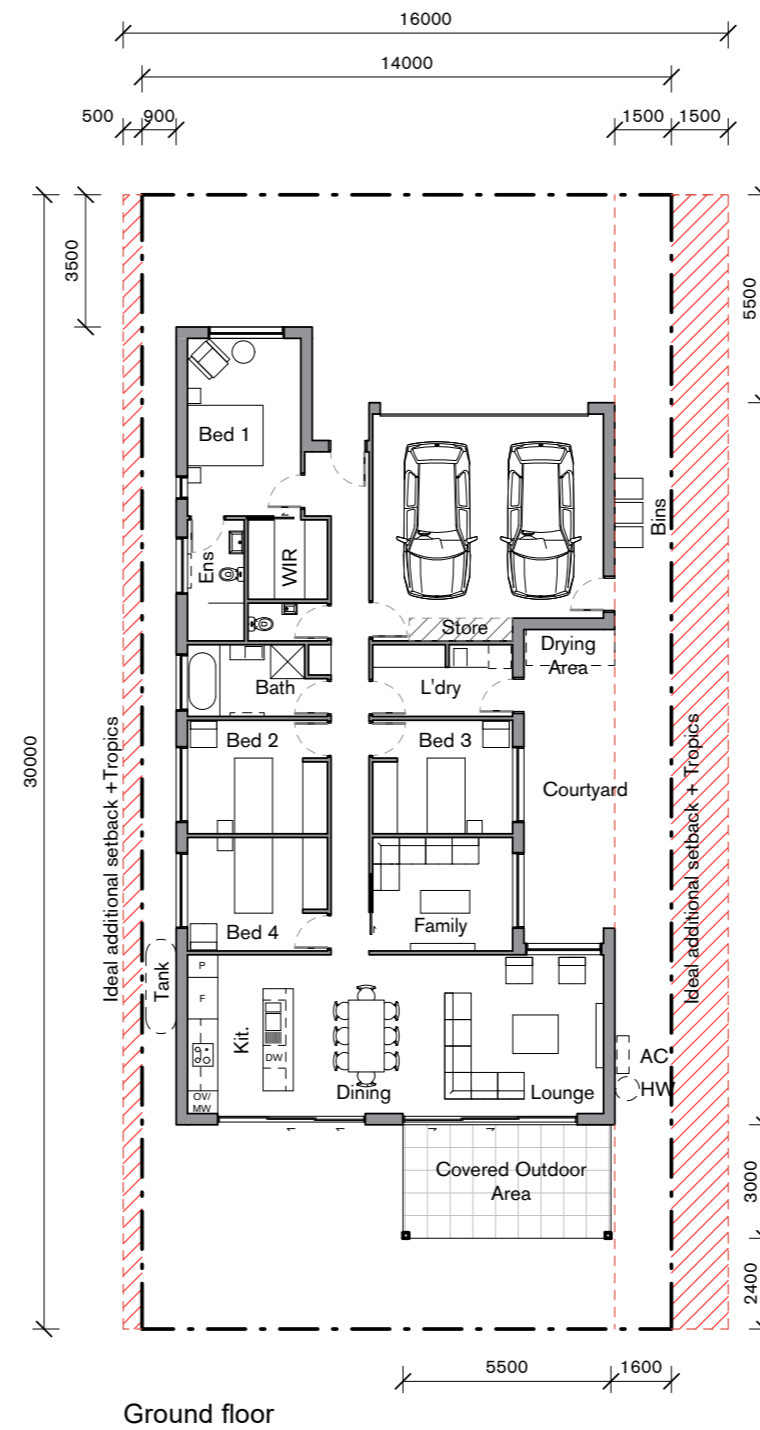 16000
14000
500
900
1500
1500
3500
5500
30000
Bed 1
Ens
WIR
Bins
Store
Drying
Area
Bath
L'dry
Bed 2
Bed 3
Courtyard
Ideal additional setback +Tropics
Ideal additional setback + Tropics
Bed 4
Family
Tank
P
F
Kit.
DW
OV/
MW
Dining
Lounge
AC
HW
Covered Outdoor
Area
3000
2400
5500
1600
Ground floor